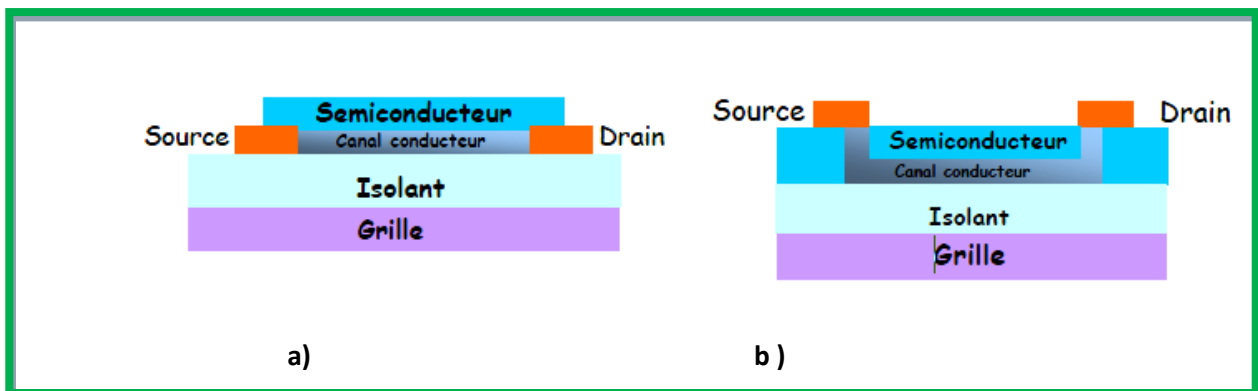 Semiconducteur
Source
Canal conducteur
Drain
Isolant
Grille
a)
Source
Drain
Semiconducteur
Canal conducteur
Isolant
Grille
b )